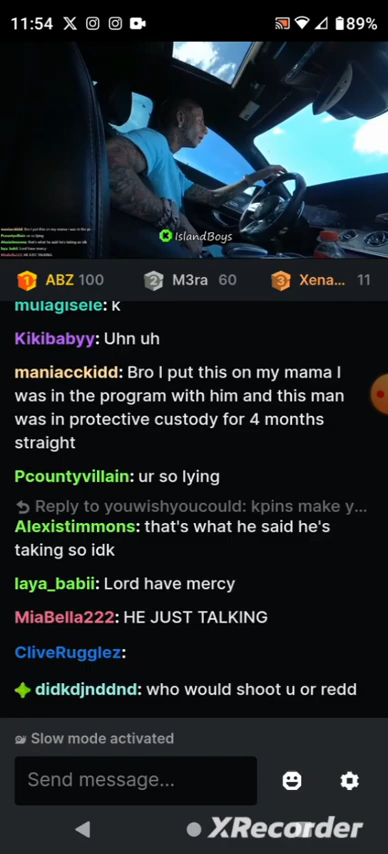 11:54
89%
IslandBoys
1 ABZ 100
2 M3ra 60
3 Xena... 11
mulagisele: K
Kikibabyy: Uhn uh
maniacckidd: Bro I put this on my mama I
was in the program with him and this man
was in protective custody for 4 months
straight
Pcountyvillain: ur so lying
Reply to youwishyoucould: kpins make y...
Alexistimmons: that's what he said he's
taking so idk
laya_babii: Lord have mercy
MiaBella222: HE JUST TALKING
CliveRugglez:
didkdjnddnd: who would shoot u or redd
Slow mode activated
Send message...
XRecorder